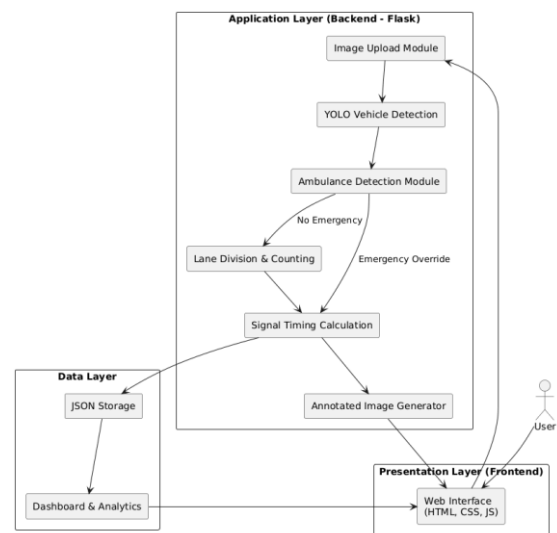 Application Layer (Backend - Flask)
Image Upload Module
YOLO Vehicle Detection
Ambulance Detection Module
No Emergency
Lane Division & Counting
Emergency Override
Signal Timing Calculation
Data Layer
JSON Storage
Annotated Image Generator
User
Presentation Layer (Frontend)
Dashboard & Analytics
Web Interface
(HTML, CSS, JS)